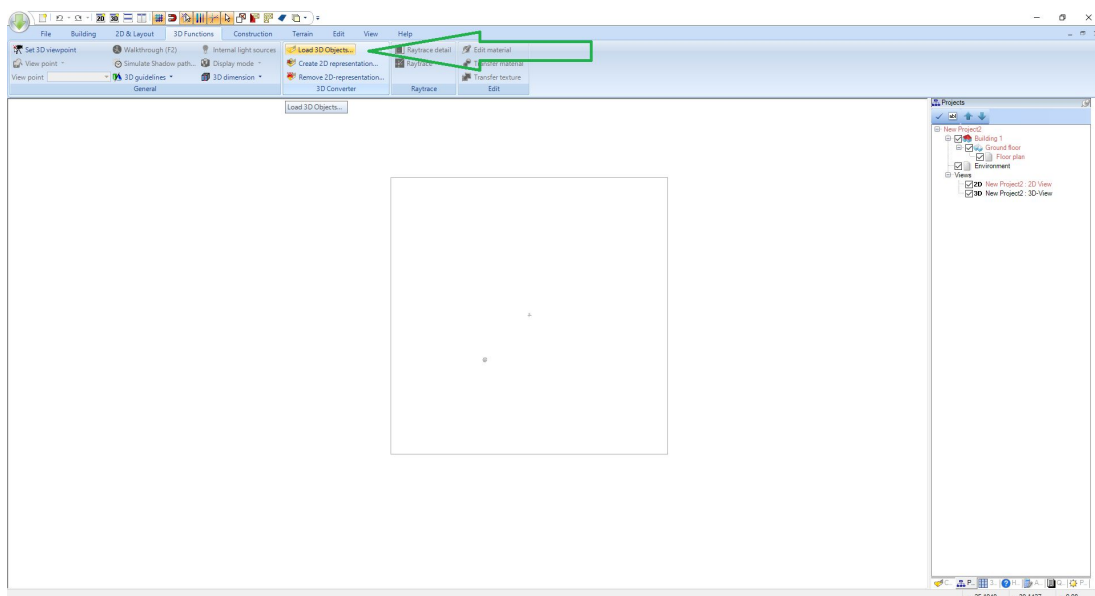 2D 3D
File Building 2D & Layout 3D Functions Construction Terrain Edit View Help
Set 3D viewpoint Walkthrough (F2) Internal light sources Load 3D Objects... Raytrace detail Edit material
View point Simulate Shadow path... Display mode Create 2D representation... Raytrace Transfer material
View point 3D guidelines 3D dimension Remove 2D-representation... Transfer texture
General 3D Converter Raytrace Edit
Load 3D Objects...
Projects
abl
New Project2
Building 1
Ground floor
Floor plan
Environment
Views
2D New Project2 : 2D View
3D New Project2 : 3D-View
C... P... 3... H... A... Q... P...